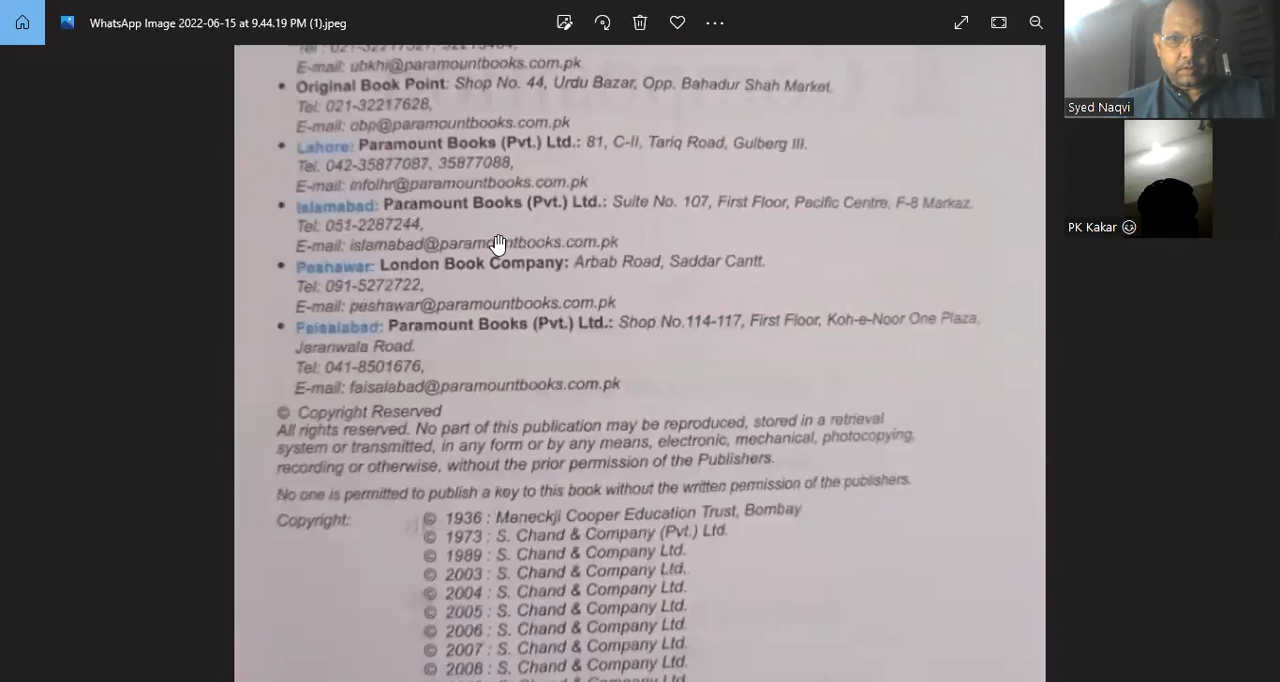 WhatsApp Image 2022-06-15 at 9.44.19 PM (1).jpeg
E-mail: ubkhi@paramountbooks.com.pk
• Original Book Point: Shop No. 44, Urdu Bazar, Opp. Bahadur Shah Market.
Tel: 021-32217628,
E-mail: obp@paramountbooks.com.pk
• Lahore: Paramount Books (Pvt.) Ltd.: 81, C-II, Tariq Road, Gulberg III.
Tel. 042-35877087, 35877088,
E-mail: infolhr@paramountbooks.com.pk
• Islamabad: Paramount Books (Pvt.) Ltd.: Suite No. 107, First Floor, Pacific Centre, F-8 Markaz.
Tel: 051-2287244,
E-mail: islamabad@paramountbooks.com.pk
• Peshawar: London Book Company: Arbab Road, Saddar Cantt.
Tel: 091-5272722,
E-mail: peshawar@paramountbooks.com.pk
• Faisalabad: Paramount Books (Pvt.) Ltd.: Shop No.114-117, First Floor, Koh-e-Noor One Plaza,
Jaranwala Road.
Tel: 041-8501676,
E-mail: faisalabad@paramountbooks.com.pk
© Copyright Reserved
All rights reserved. No part of this publication may be reproduced, stored in a retrieval
system or transmitted, in any form or by any means, electronic, mechanical, photocopying,
recording or otherwise, without the prior permission of the Publishers.
No one is permitted to publish a key to this book without the written permission of the publishers.
Copyright: © 1936 : Maneckji Cooper Education Trust, Bombay
© 1973 : S. Chand & Company (Pvt.) Ltd.
© 1989 : S. Chand & Company Ltd.
© 2003 : S. Chand & Company Ltd.
© 2004 : S. Chand & Company Ltd.
© 2005 : S. Chand & Company Ltd.
© 2006 : S. Chand & Company Ltd.
© 2007 : S. Chand & Company Ltd.
© 2008 : S. Chand & Company Ltd.
Syed Naqvi
PK Kakar